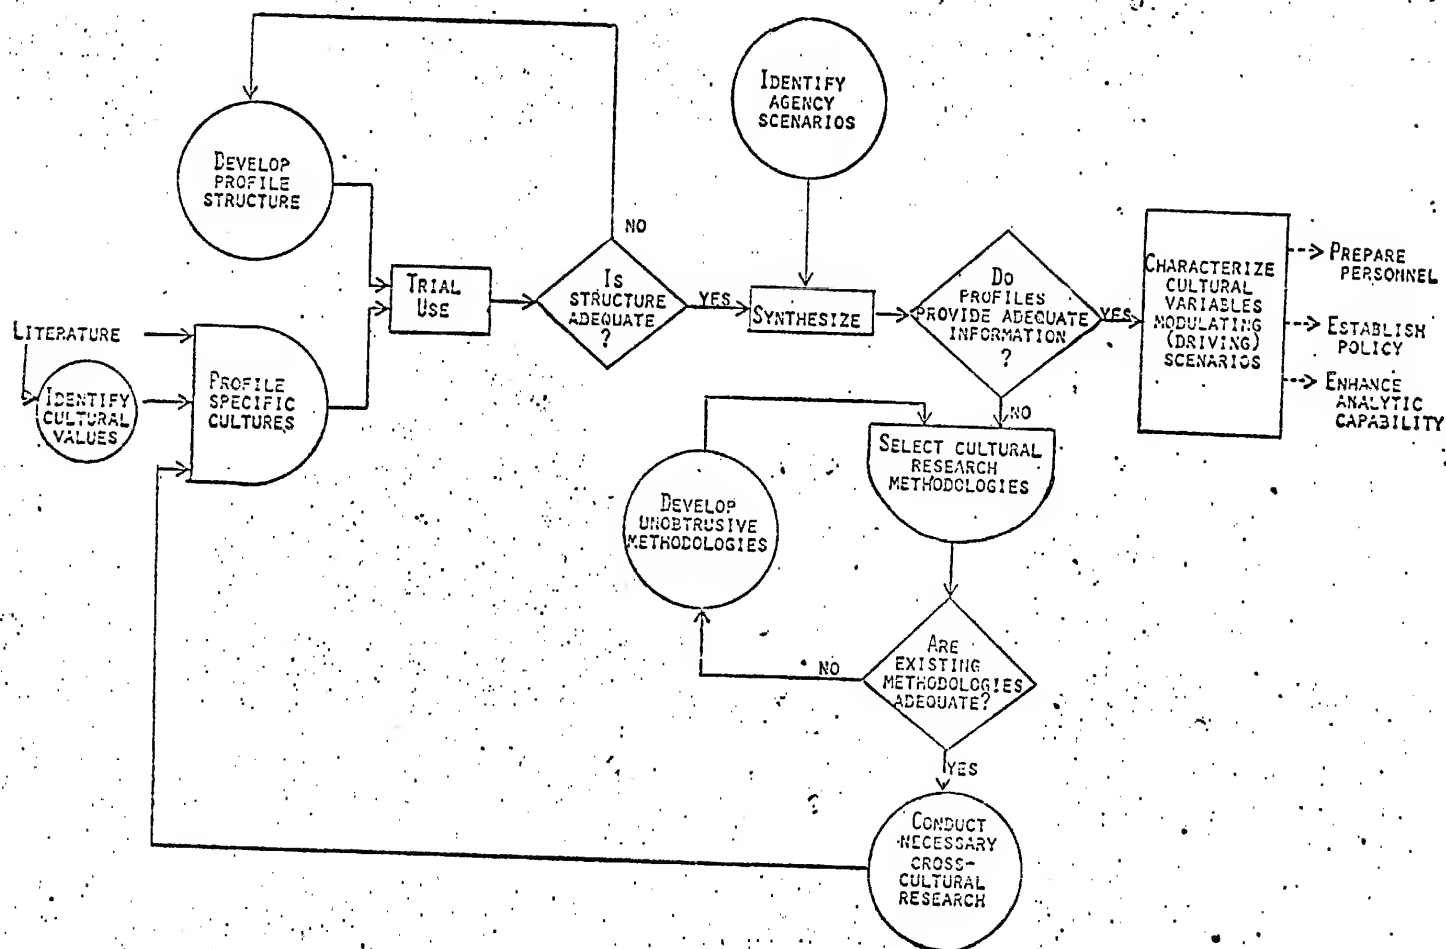 IDENTIFY
AGENCY
SCENARIOS
DEVELOP
PROFILE
STRUCTURE
NO
TRIAL
USE
IS
STRUCTURE
ADEQUATE
?
YES
SYNTHESIZE
DO
PROFILES
PROVIDE ADEQUATE
INFORMATION
?
YES
CHARACTERIZE
CULTURAL
VARIABLES
MODULATING
(DRIVING)
SCENARIOS
PREPARE
PERSONNEL
ESTABLISH
POLICY
ENHANCE
ANALYTIC
CAPABILITY
LITERATURE
IDENTIFY
CULTURAL
VALUES
PROFILE
SPECIFIC
CULTURES
NO
SELECT CULTURAL
RESEARCH
METHODOLOGIES
DEVELOP
UNOBTRUSIVE
METHODOLOGIES
ARE
EXISTING
METHODOLOGIES
ADEQUATE?
NO
YES
CONDUCT
NECESSARY
CROSS-
CULTURAL
RESEARCH